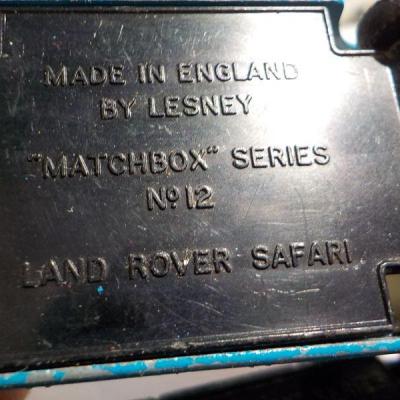 MADE IN ENGLAND
BY LESNEY
"MATCHBOX" SERIES
Nº 12
LAND ROVER SAFARI